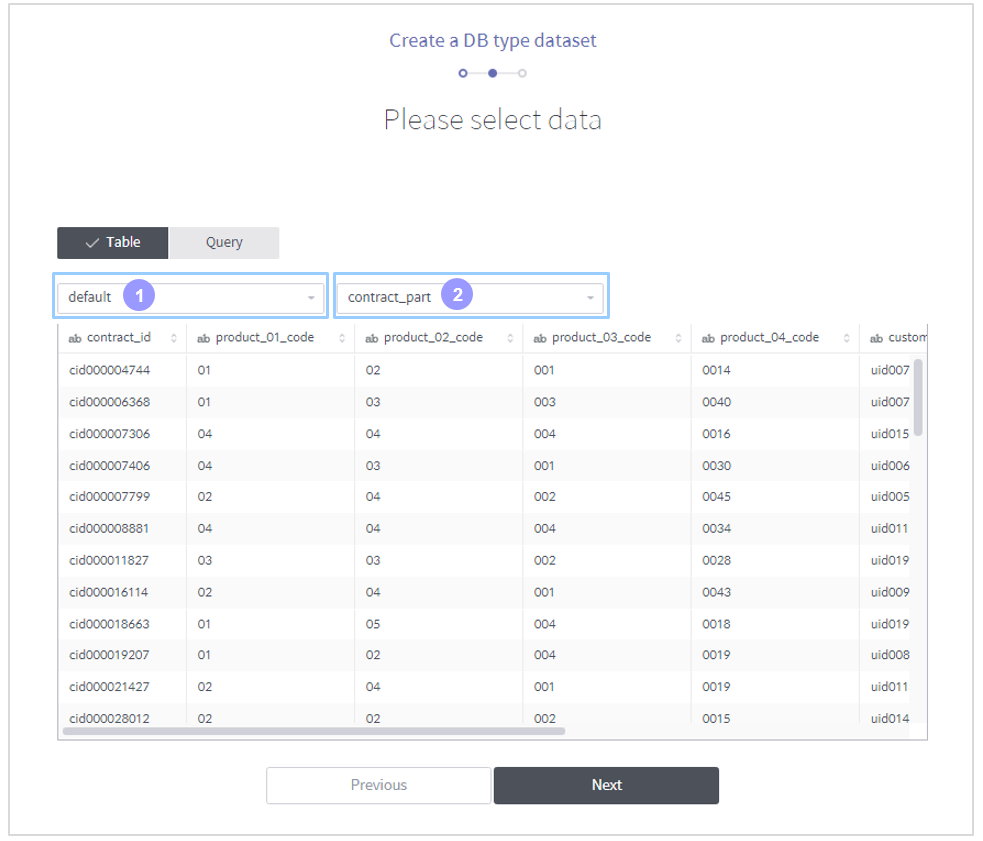 Create a DB type dataset
Please select data
Table Query
default 1 contract_part 2
ab contract_id ab product_01_code ab product_02_code ab product_03_code ab product_04_code ab custom
cid000004744 01 02 001 0014 uid007
cid000006368 01 03 003 0040 uid007
cid000007306 04 04 004 0016 uid015
cid000007406 04 03 001 0030 uid006
cid000007799 02 04 002 0045 uid005
cid000008881 04 04 004 0034 uid011
cid000011827 03 03 002 0028 uid019
cid000016114 02 04 001 0043 uid009
cid000018663 01 05 004 0018 uid019
cid000019207 01 02 004 0019 uid008
cid000021427 02 04 001 0019 uid011
cid000028012 02 02 002 0015 uid014
Previous Next